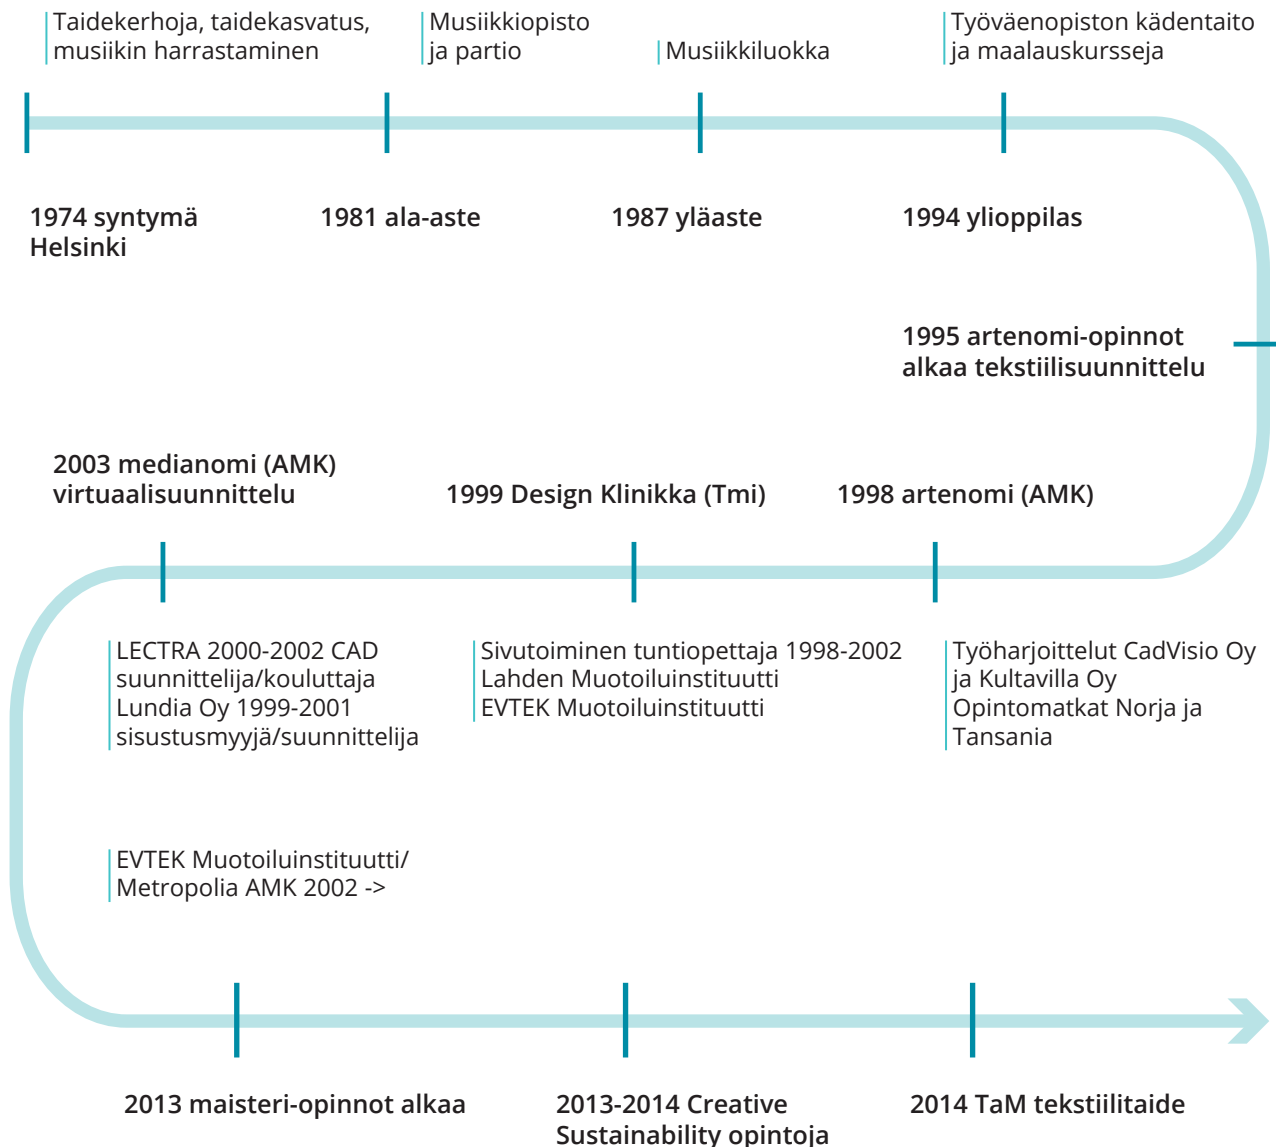 Taidekerhoja, taidekasvatus,
musiikin harrastaminen
Musiikkiopisto
ja partio
Musiikkiluokka
Työväenopiston kädentaito
ja maalauskursseja
1974 syntymä
Helsinki
1981 ala-aste
1987 yläaste
1994 ylioppilas
1995 artenomi-opinnot
alkaa tekstiilisuunnittelu
2003 medianomi (AMK)
virtuaalisuunnittelu
1999 Design Klinikka (Tmi)
1998 artenomi (AMK)
LECTRA 2000-2002 CAD
suunnittelija/kouluttaja
Lundia Oy 1999-2001
sisustusmyyjä/suunnittelija
Sivutoiminen tuntiopettaja 1998-2002
Lahden Muotoiluinstituutti
EVTEK Muotoiluinstituutti
Työharjoittelut CadVisio Oy
ja Kultavilla Oy
Opintomatkat Norja ja
Tansania
EVTEK Muotoiluinstituutti/
Metropolia AMK 2002 ->
2013 maisteri-opinnot alkaa
2013-2014 Creative
Sustainability opintoja
2014 TaM tekstiilitaide